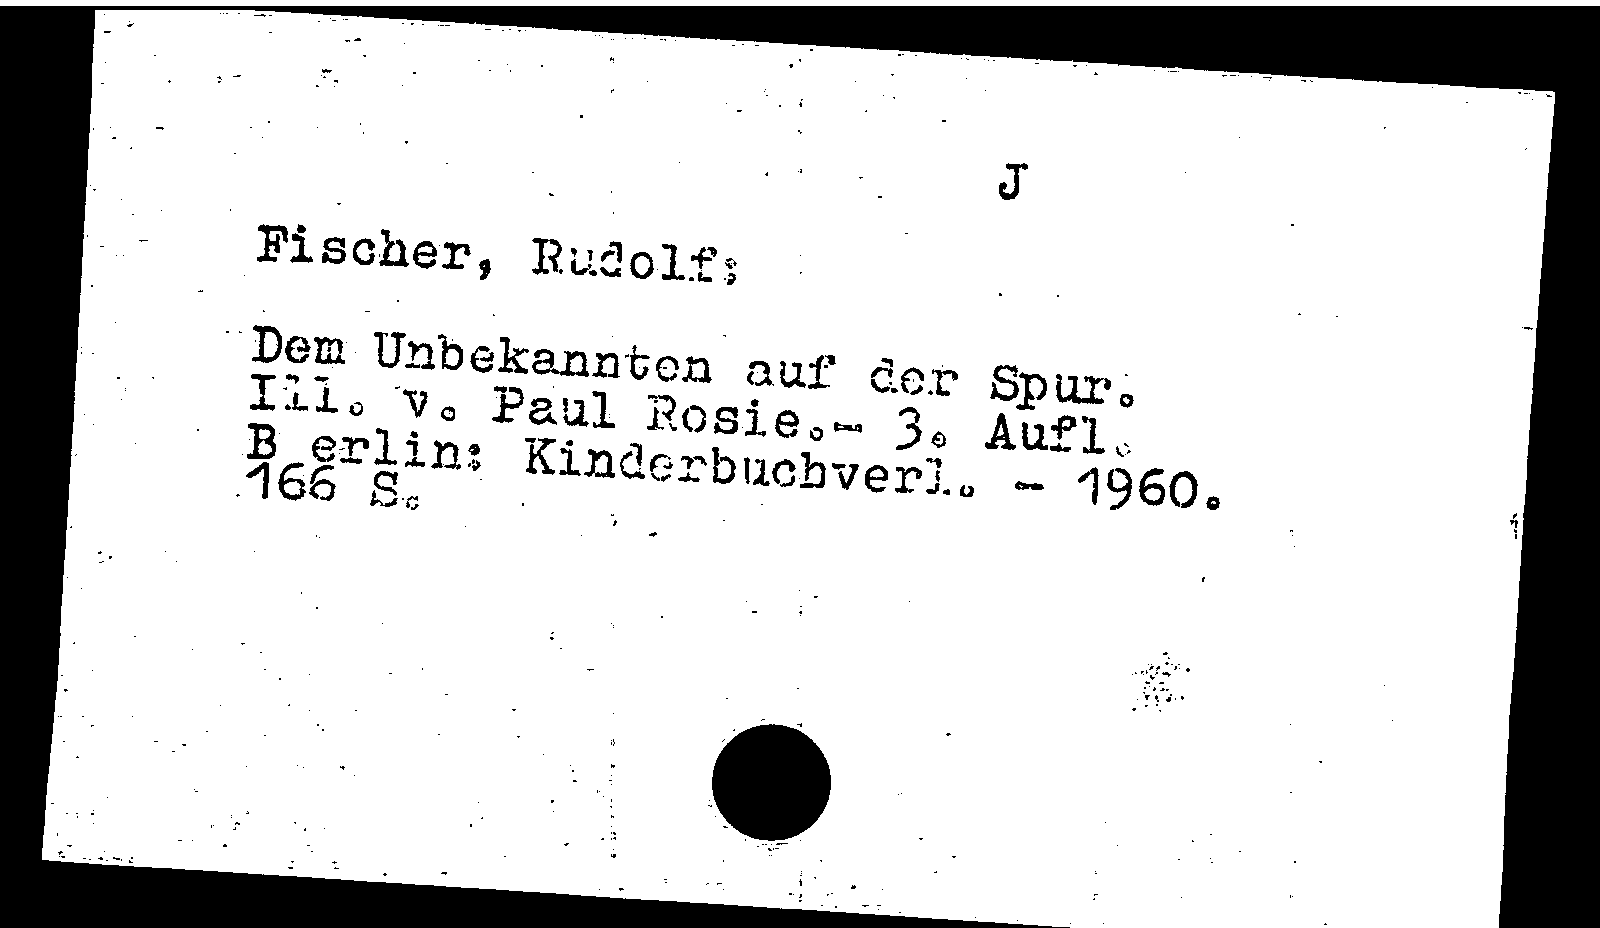 J
Fischer, Rudolf;
Dem Unbekannten auf der Spur.
Ill. v. Paul Rosie.- 3. Aufl.
B erlin: Kinderbuchverl. - 1960.
166 S.